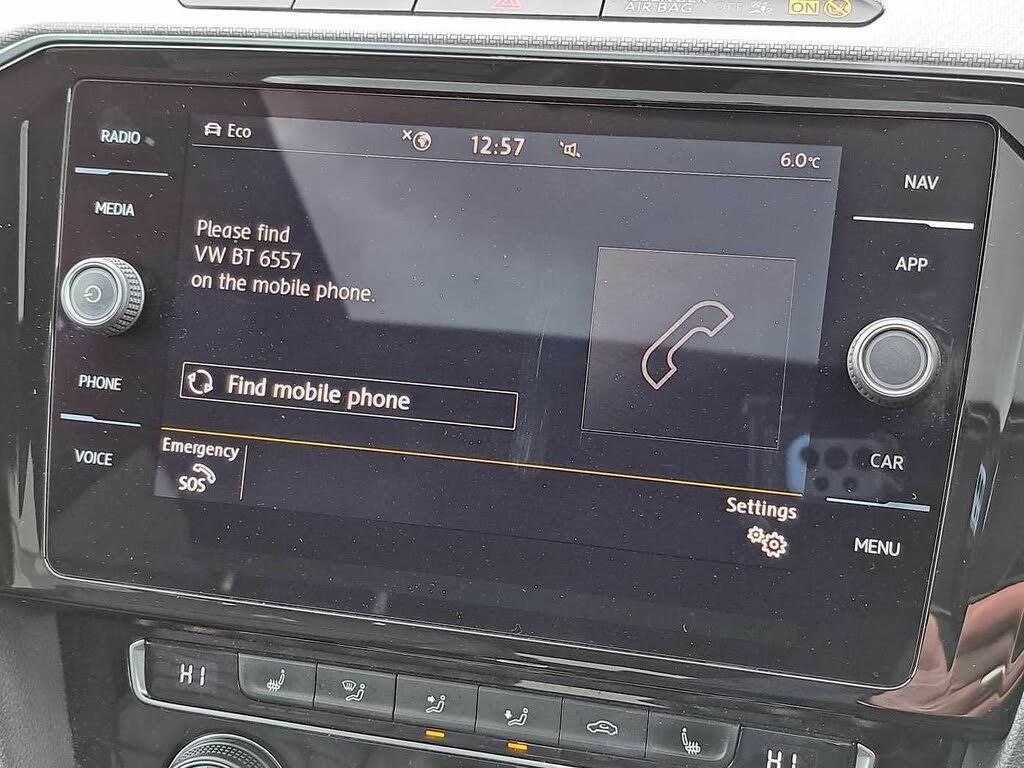 AIR BAG OFF ON
RADIO
MEDIA
PHONE
VOICE
Eco
12:57
6.0°C
Please find
VW BT 6557
on the mobile phone.
Find mobile phone
Emergency
SOS
Settings
NAV
APP
CAR
MENU
HI
HI